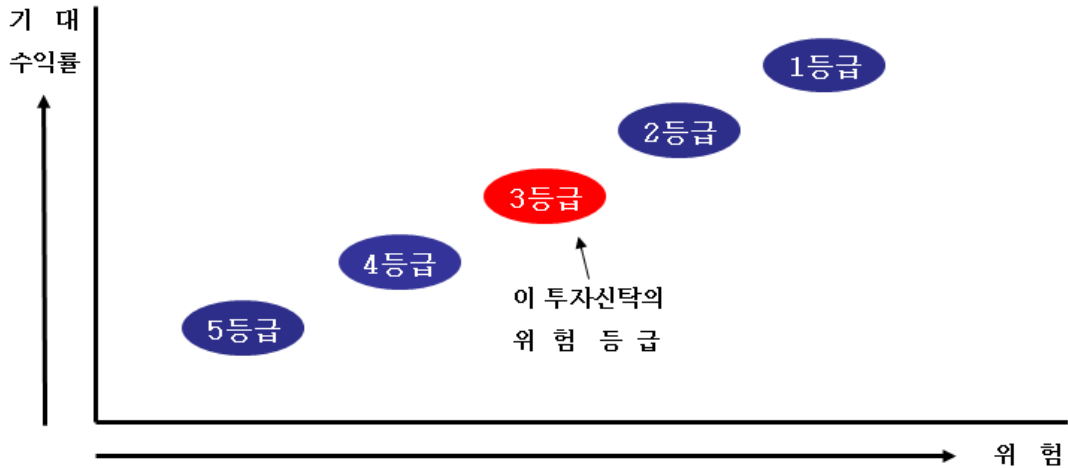 기 대
수익률
1등급
2등급
3등급
4등급
이 투자신탁의
위 험 등 급
5등급
위 험